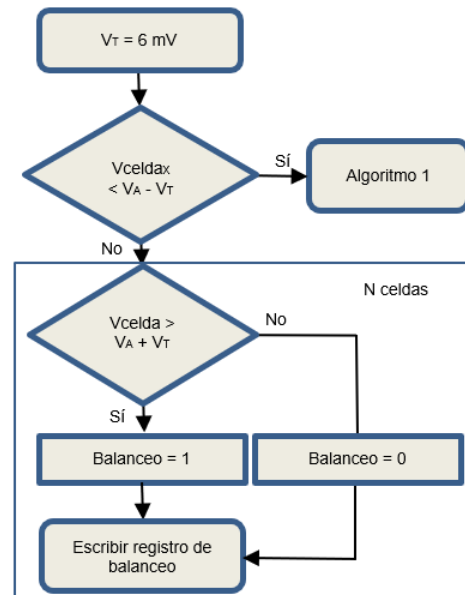 VT = 6 mV
Vceldax
< VA - VT
Sí
Algoritmo 1
No
N celdas
Vcelda >
VA + VT
No
Sí
Balanceo = 1
Balanceo = 0
Escribir registro de
balanceo